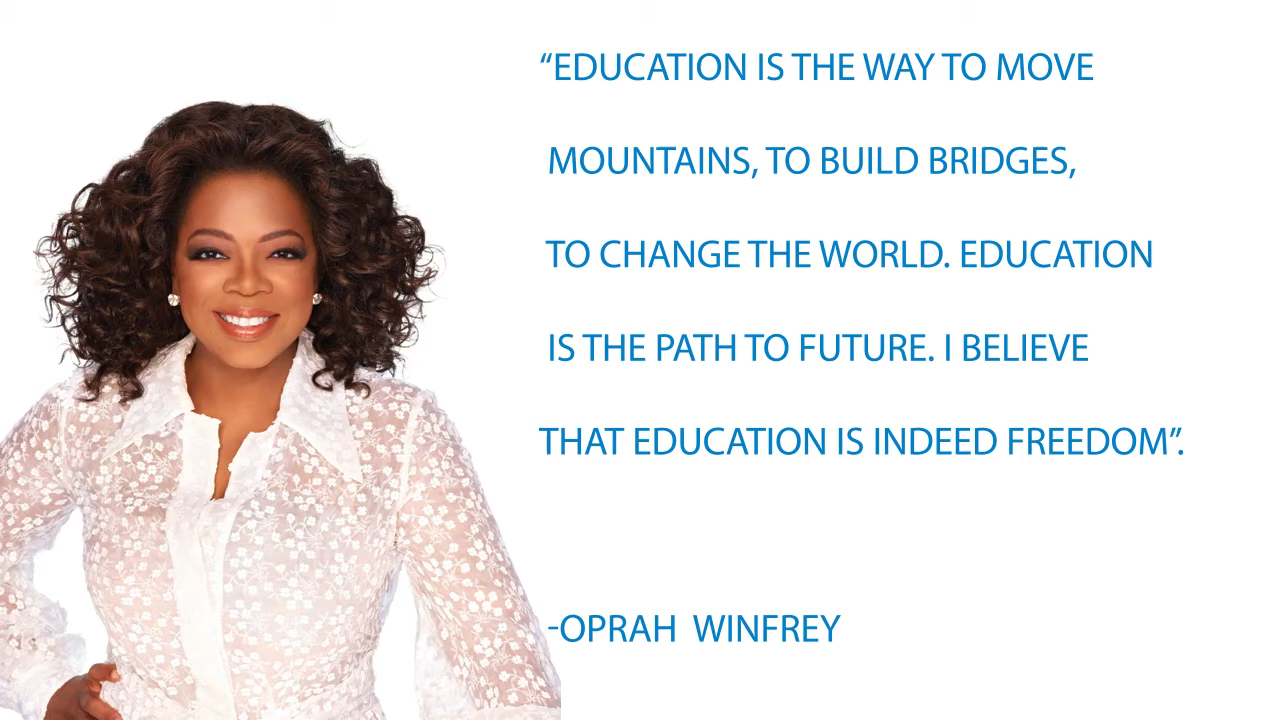 “EDUCATION IS THE WAY TO MOVE
MOUNTAINS, TO BUILD BRIDGES,
TO CHANGE THE WORLD. EDUCATION
IS THE PATH TO FUTURE. I BELIEVE
THAT EDUCATION IS INDEED FREEDOM”.
-OPRAH  WINFREY